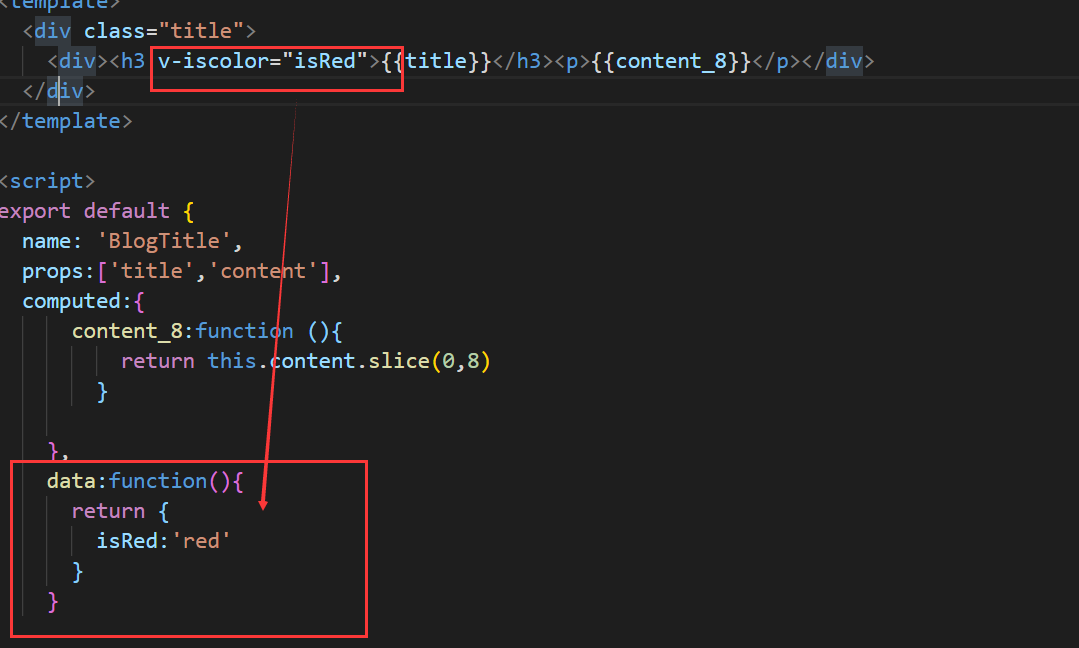 <template>
<div class="title">
<div><h3 v-iscolor="isRed">{{title}}</h3><p>{{content_8}}</p></div>
</div>
</template>
<script>
export default {
name: 'BlogTitle',
props:['title','content'],
computed:{
content_8:function (){
return this.content.slice(0,8)
}
},
data:function(){
return {
isRed:'red'
}
}